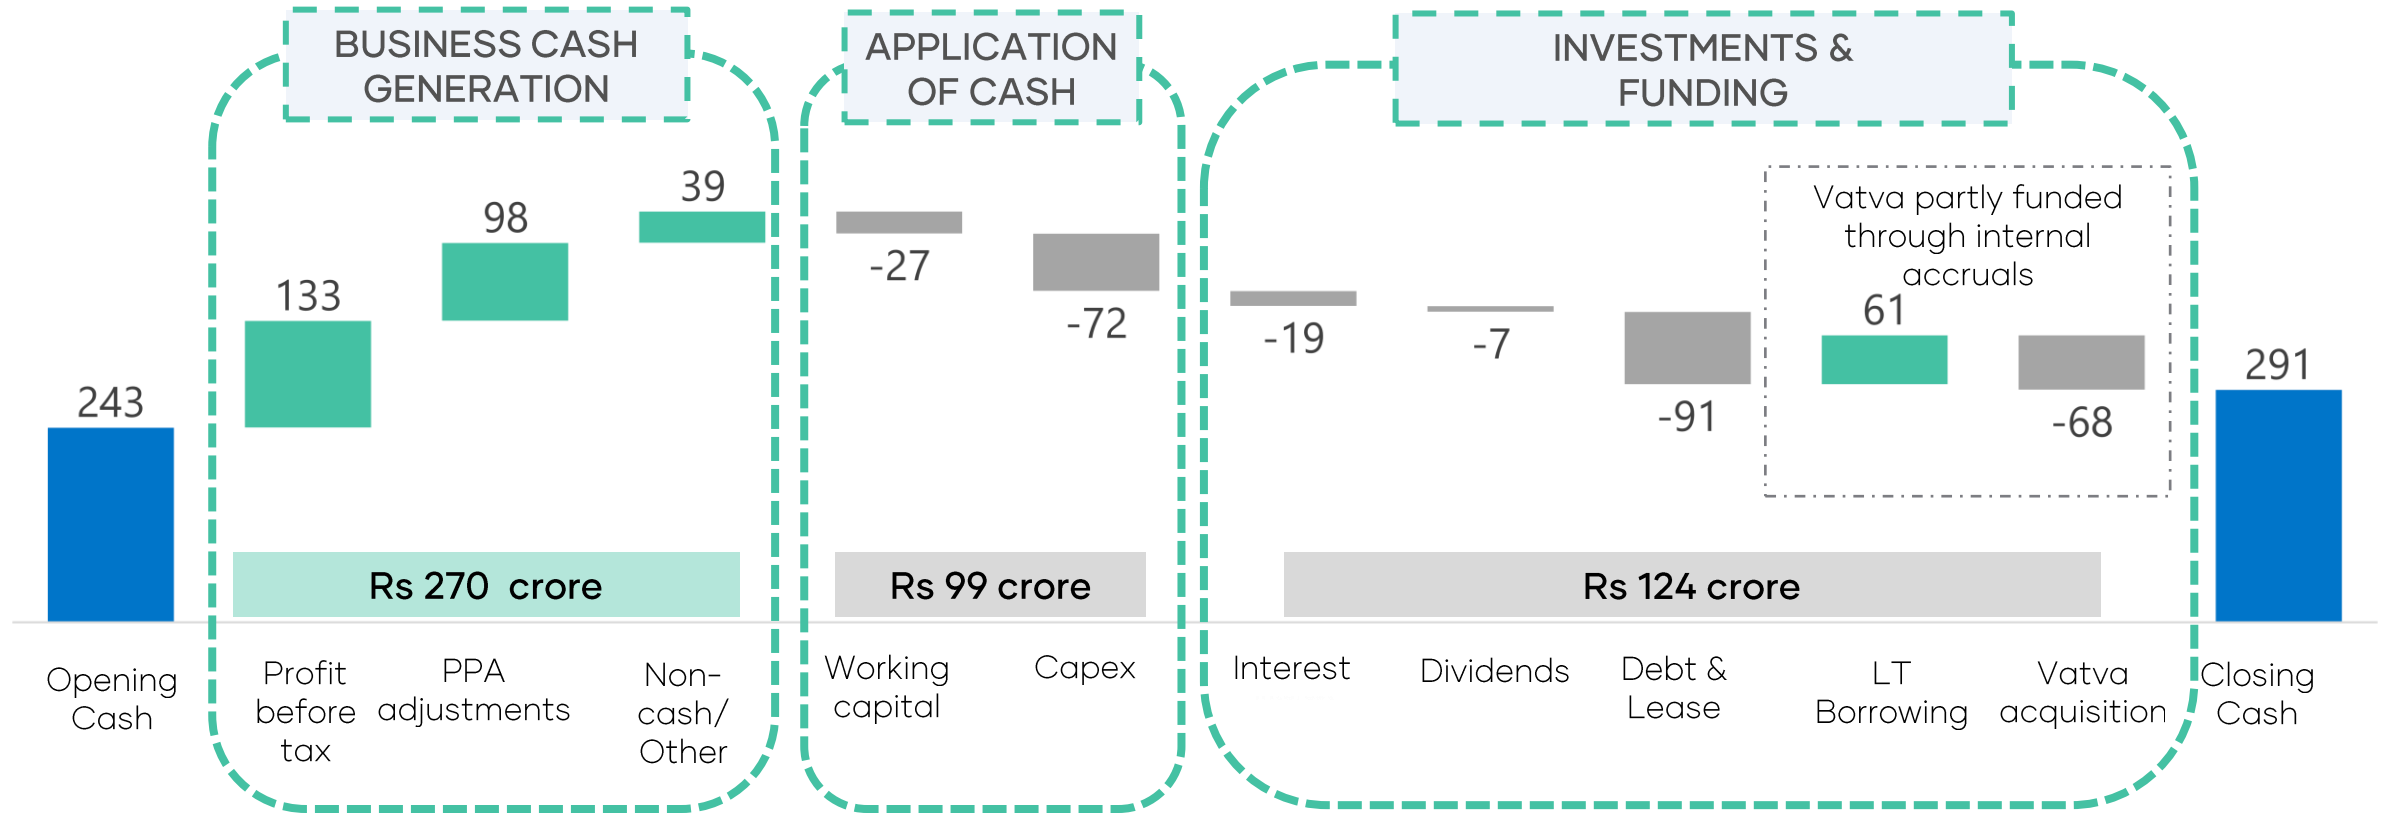 BUSINESS CASH
GENERATION
APPLICATION
OF CASH
INVESTMENTS &
FUNDING
243
133
98
39
-27
-72
-19
-7
-91
Vatva partly funded
through internal
accruals
61
-68
291
Rs 270  crore
Rs 99 crore
Rs 124 crore
Opening
Cash
Profit
before
tax
PPA
adjustments
Non-
cash/
Other
Working
capital
Capex
Interest
Dividends
Debt &
Lease
LT
Borrowing
Vatva
acquisition
Closing
Cash